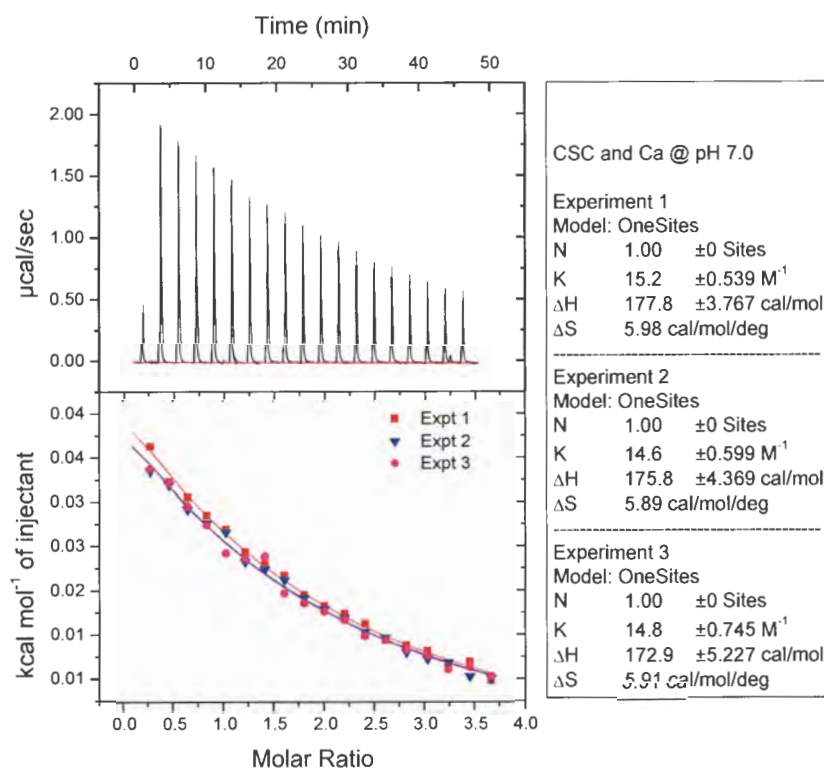 Time (min)
0 10 20 30 40 50
2.00
1.50
1.00
0.50
0.00
µcal/sec
0.04
0.04
0.03
0.03
0.02
0.01
0.01
kcal mol⁻¹ of injectant
Expt 1
Expt 2
Expt 3
0.0 0.5 1.0 1.5 2.0 2.5 3.0 3.5 4.0
Molar Ratio
CSC and Ca @ pH 7.0
Experiment 1
Model: OneSites
N 1.00 ±0 Sites
K 15.2 ±0.539 M⁻¹
ΔH 177.8 ±3.767 cal/mol
ΔS 5.98 cal/mol/deg
Experiment 2
Model: OneSites
N 1.00 ±0 Sites
K 14.6 ±0.599 M⁻¹
ΔH 175.8 ±4.369 cal/mol
ΔS 5.89 cal/mol/deg
Experiment 3
Model: OneSites
N 1.00 ±0 Sites
K 14.8 ±0.745 M⁻¹
ΔH 172.9 ±5.227 cal/mol
ΔS 5.91 cal/mol/deg